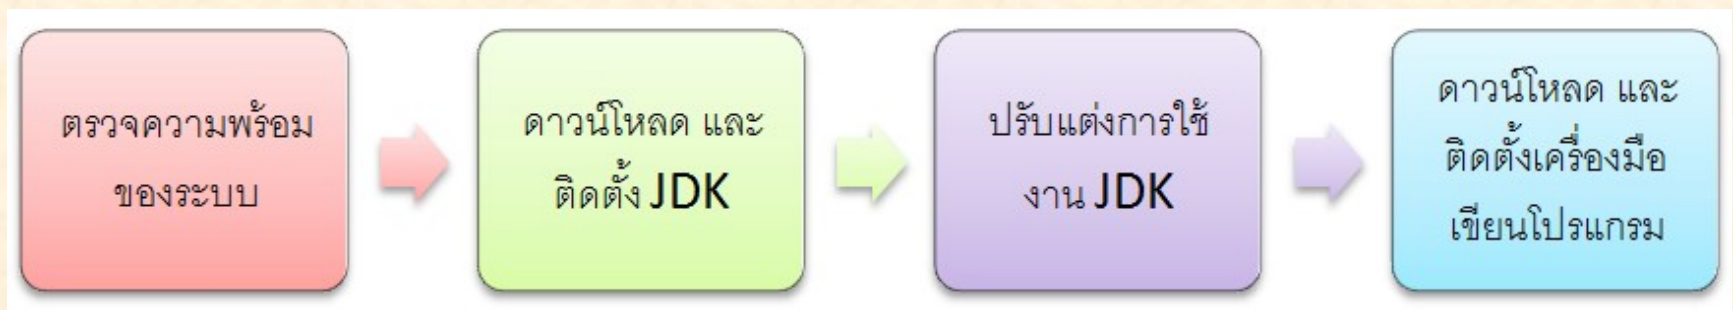 ตรวจความพร้อม
ของระบบ
ดาวน์โหลด และ
ติดตั้ง JDK
ปรับแต่งการใช้
งาน JDK
ดาวน์โหลด และ
ติดตั้งเครื่องมือ
เขียนโปรแกรม